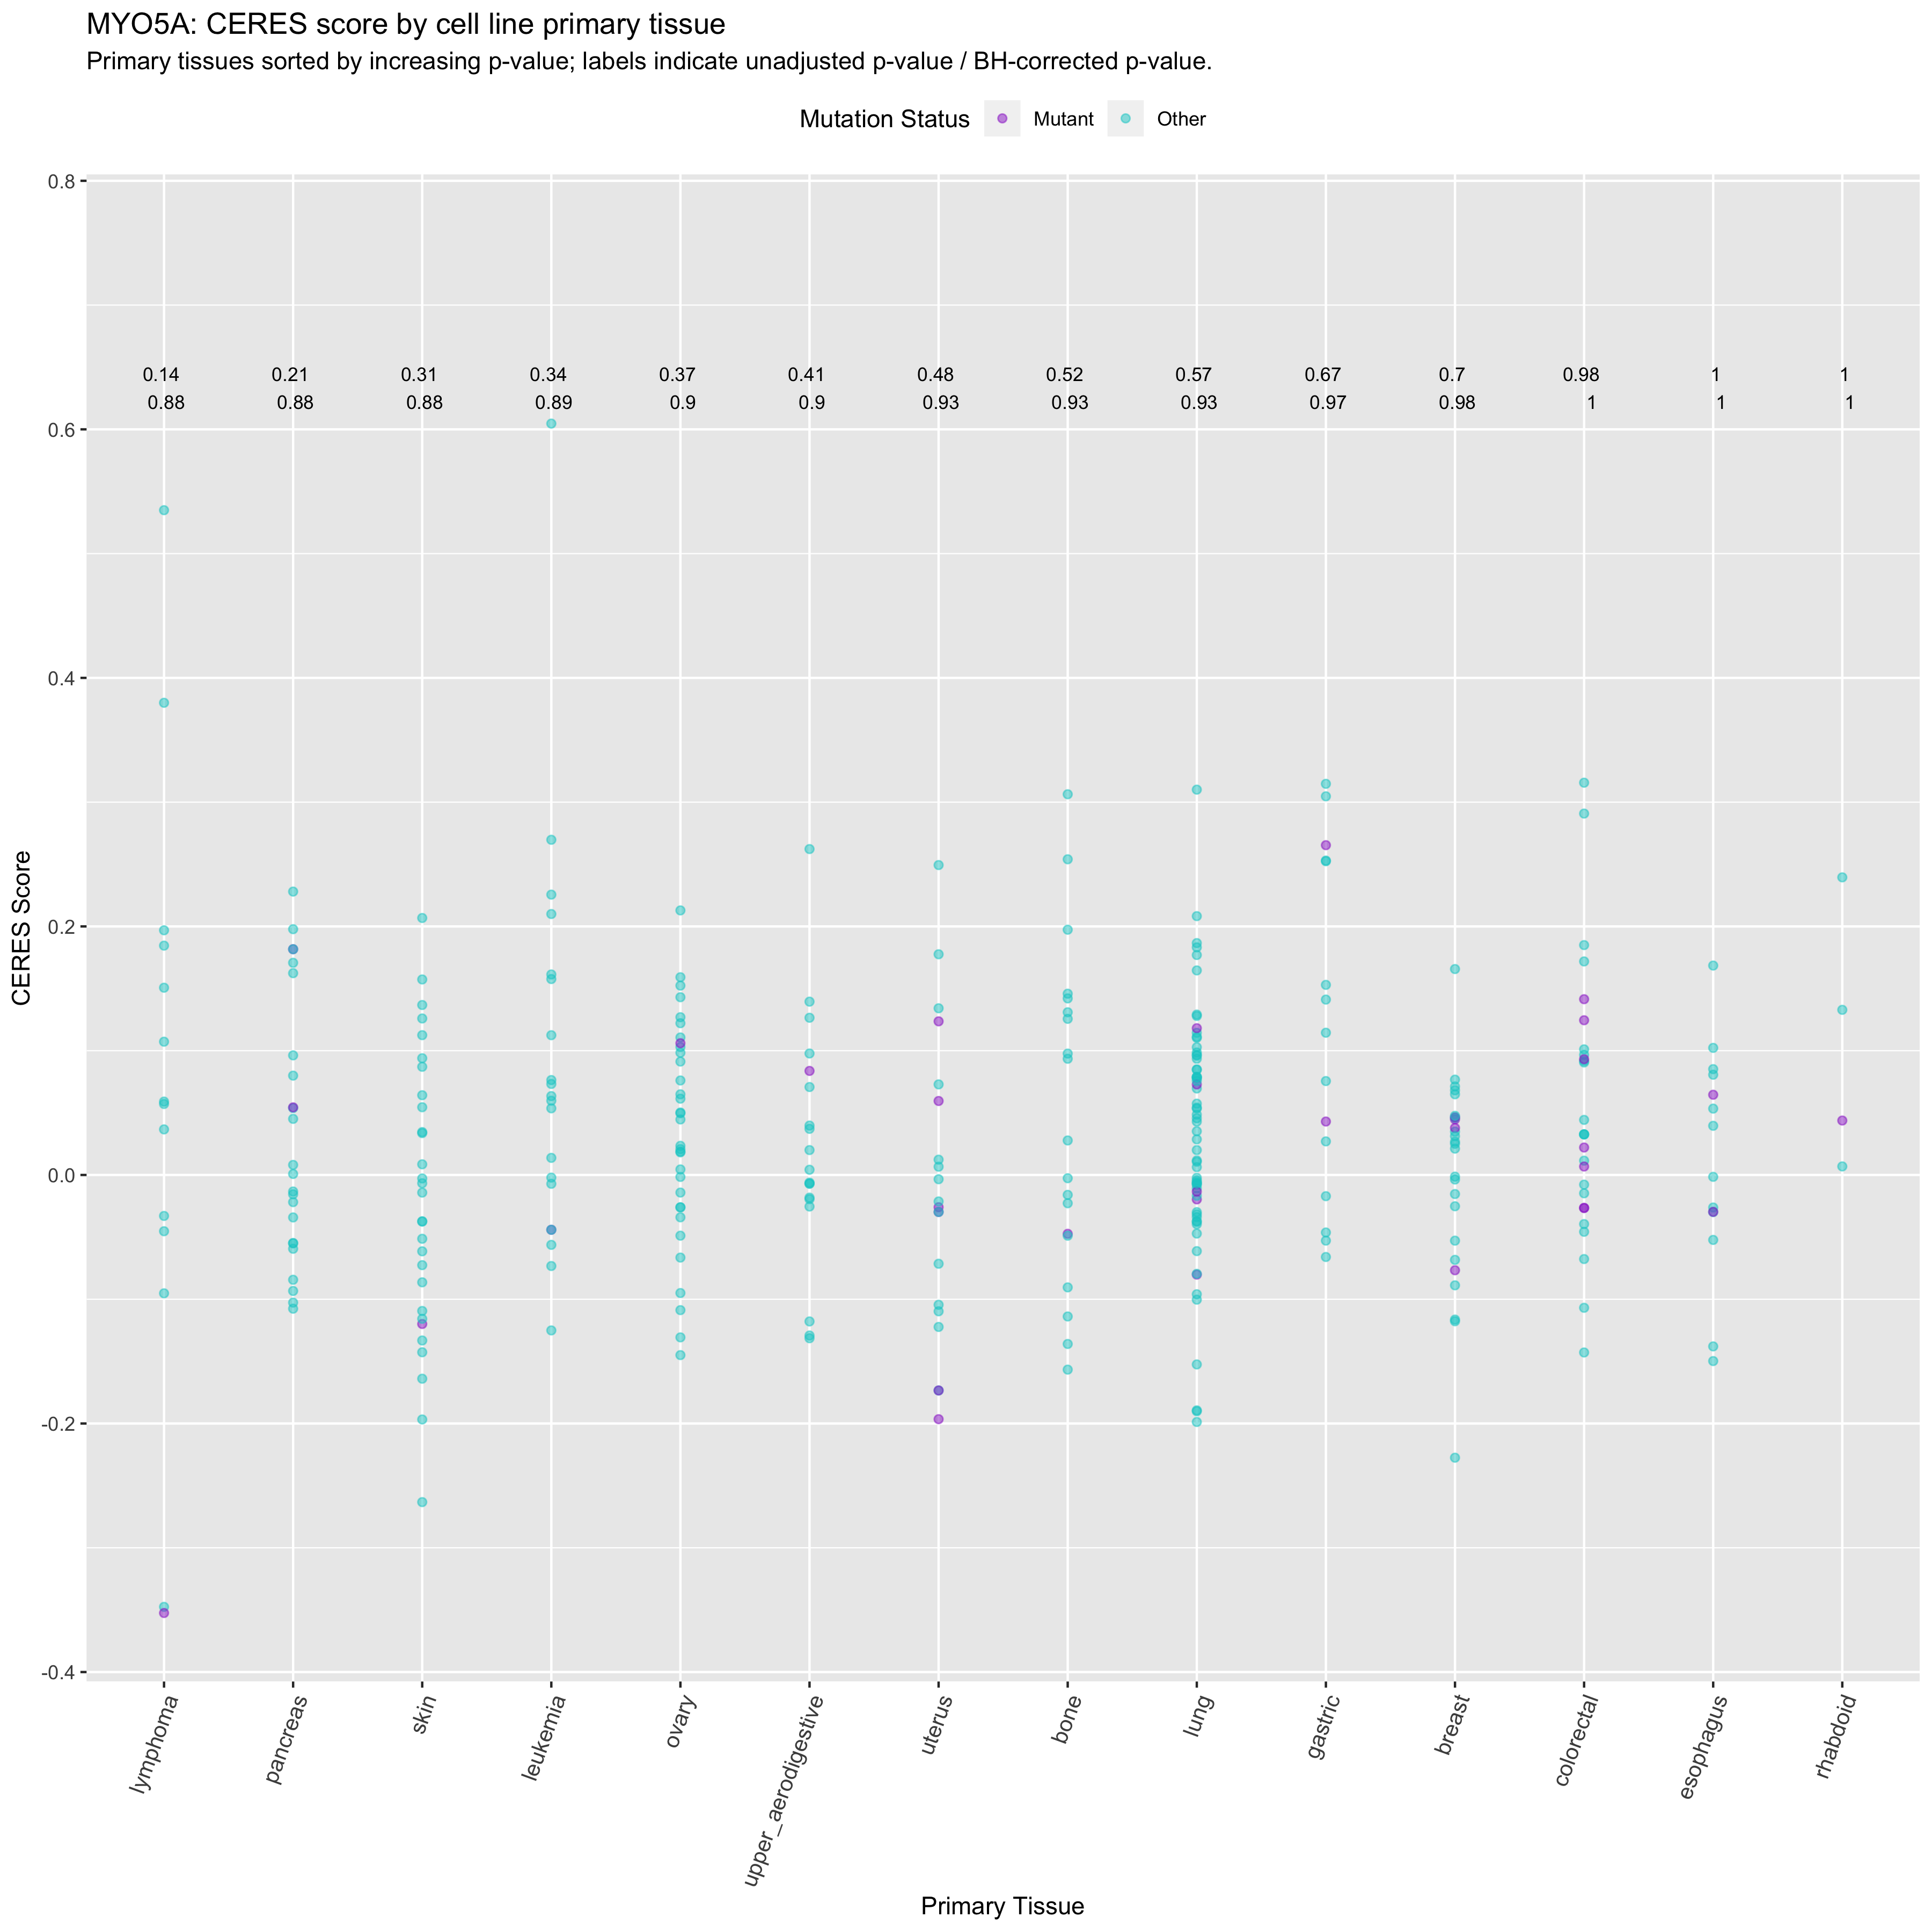 MYO5A: CERES score by cell line primary tissue
Primary tissues sorted by increasing p-value; labels indicate unadjusted p-value / BH-corrected p-value.
Mutation Status Mutant Other
0.8
0.14 0.21 0.31 0.34 0.37 0.41 0.48 0.52 0.57 0.67 0.7 0.98 1 1
0.88 0.88 0.88 0.89 0.9 0.9 0.93 0.93 0.93 0.97 0.98 1 1 1
0.6
0.4
0.2
0.0
-0.2
-0.4
CERES Score
lymphoma
pancreas
skin
leukemia
ovary
upper_aerodigestive
uterus
bone
lung
gastric
breast
colorectal
esophagus
rhabdoid
Primary Tissue